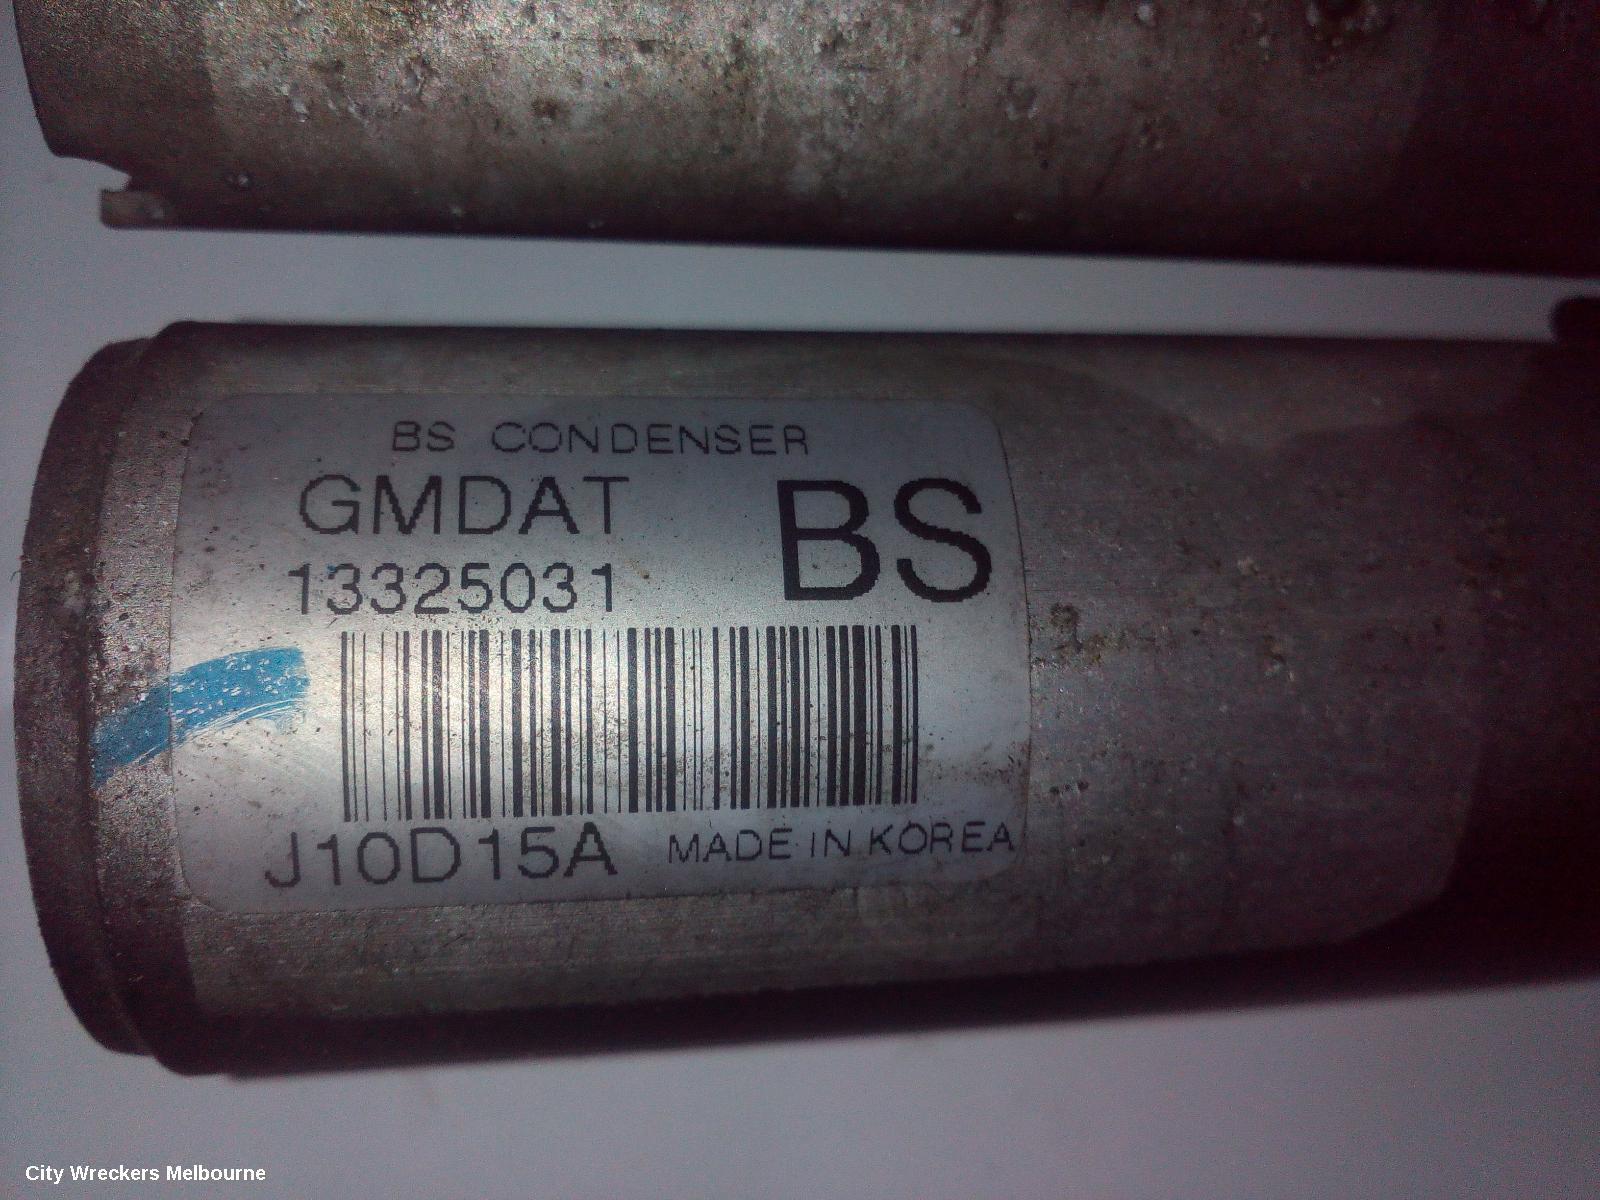 BS CONDENSER
GMDAT
BS
13325031
J10D15A MADE IN KOREA
City Wreckers Melbourne